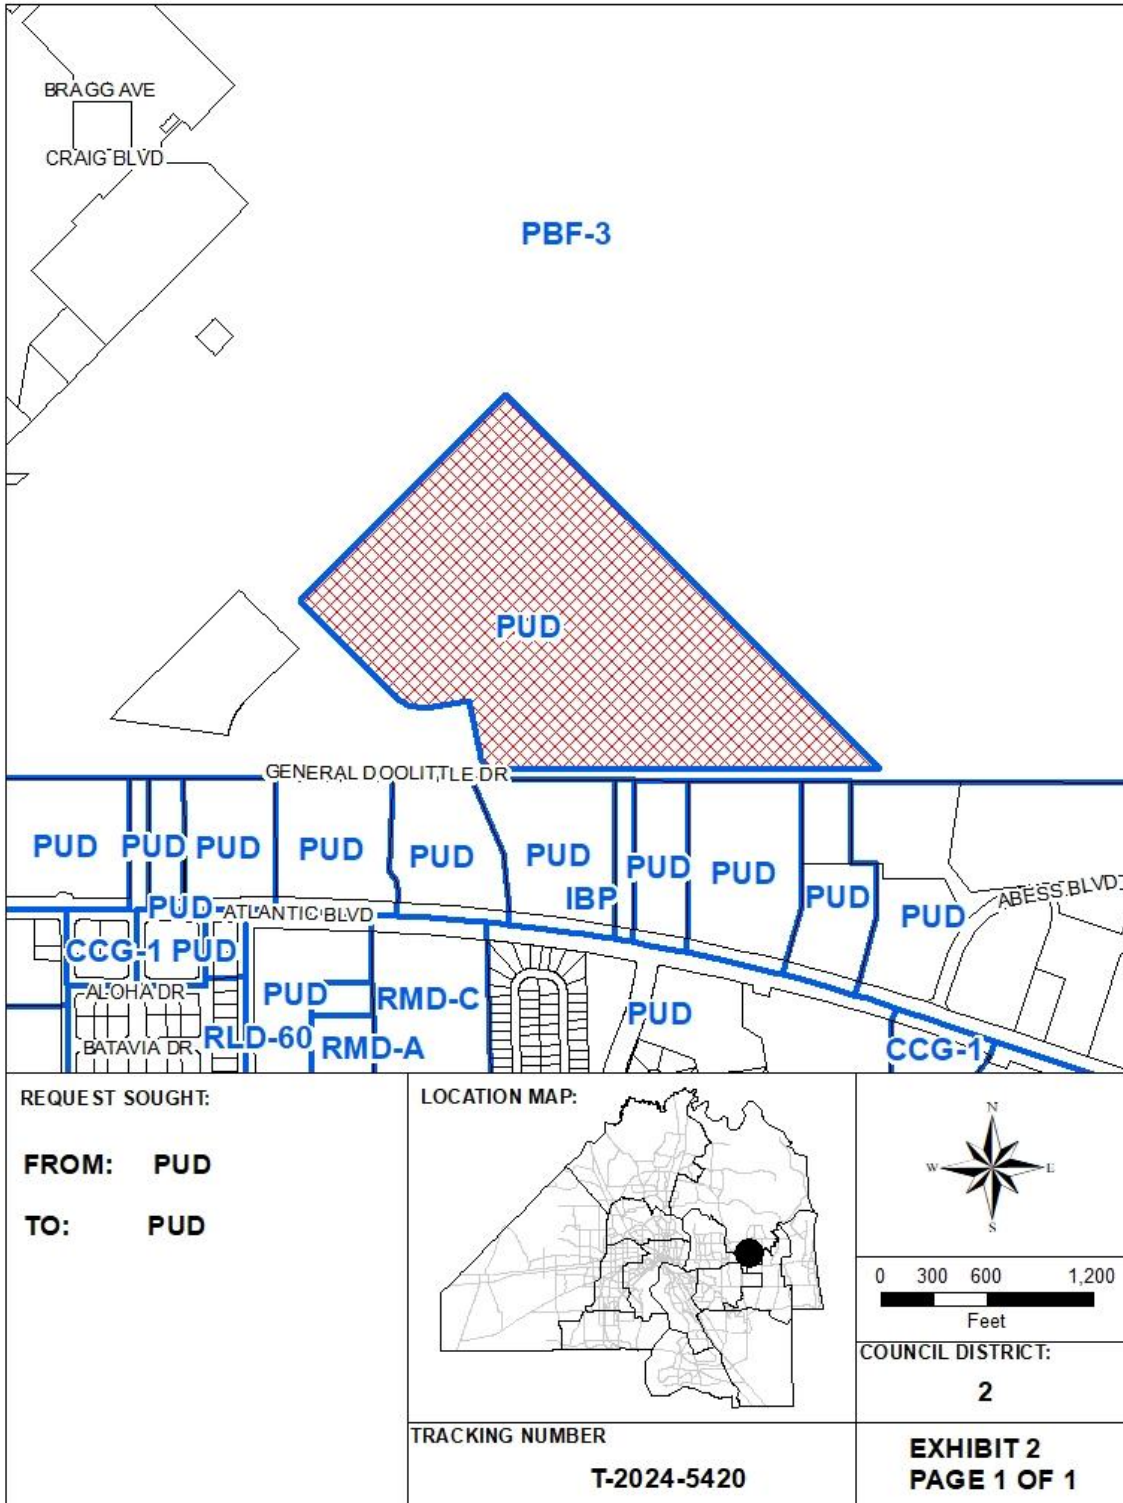 BRAGG AVE
CRAIG BLVD
PBF-3
PUD
GENERAL DOOLITTLE DR
PUD
PUD
PUD
PUD
PUD
PUD
IBP
PUD
PUD
PUD
PUD
ABESS BLVD
PUD
ATLANTIC BLVD
CCG-1
PUD
ALOHA DR
PUD
RMD-C
PUD
BATAVIA DR
RLD-60
RMD-A
CCG-1
REQUEST SOUGHT:
FROM: PUD
TO: PUD
LOCATION MAP:
N
W
E
S
0 300 600 1,200
Feet
COUNCIL DISTRICT:
2
TRACKING NUMBER
T-2024-5420
EXHIBIT 2
PAGE 1 OF 1